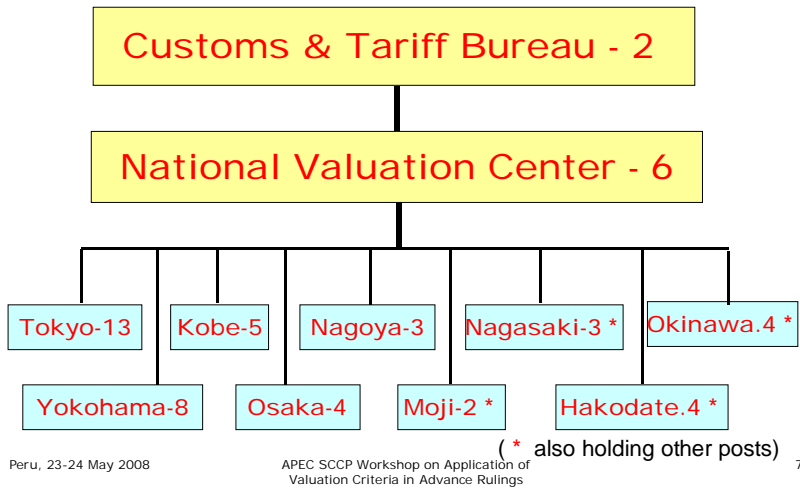 Customs & Tariff Bureau - 2
National Valuation Center - 6
Tokyo-13
Kobe-5
Nagoya-3
Nagasaki-3 *
Okinawa.4 *
Yokohama-8
Osaka-4
Moji-2 *
Hakodate.4 *
( * also holding other posts)
Peru, 23-24 May 2008
APEC SCCP Workshop on Application of
Valuation Criteria in Advance Rulings
7